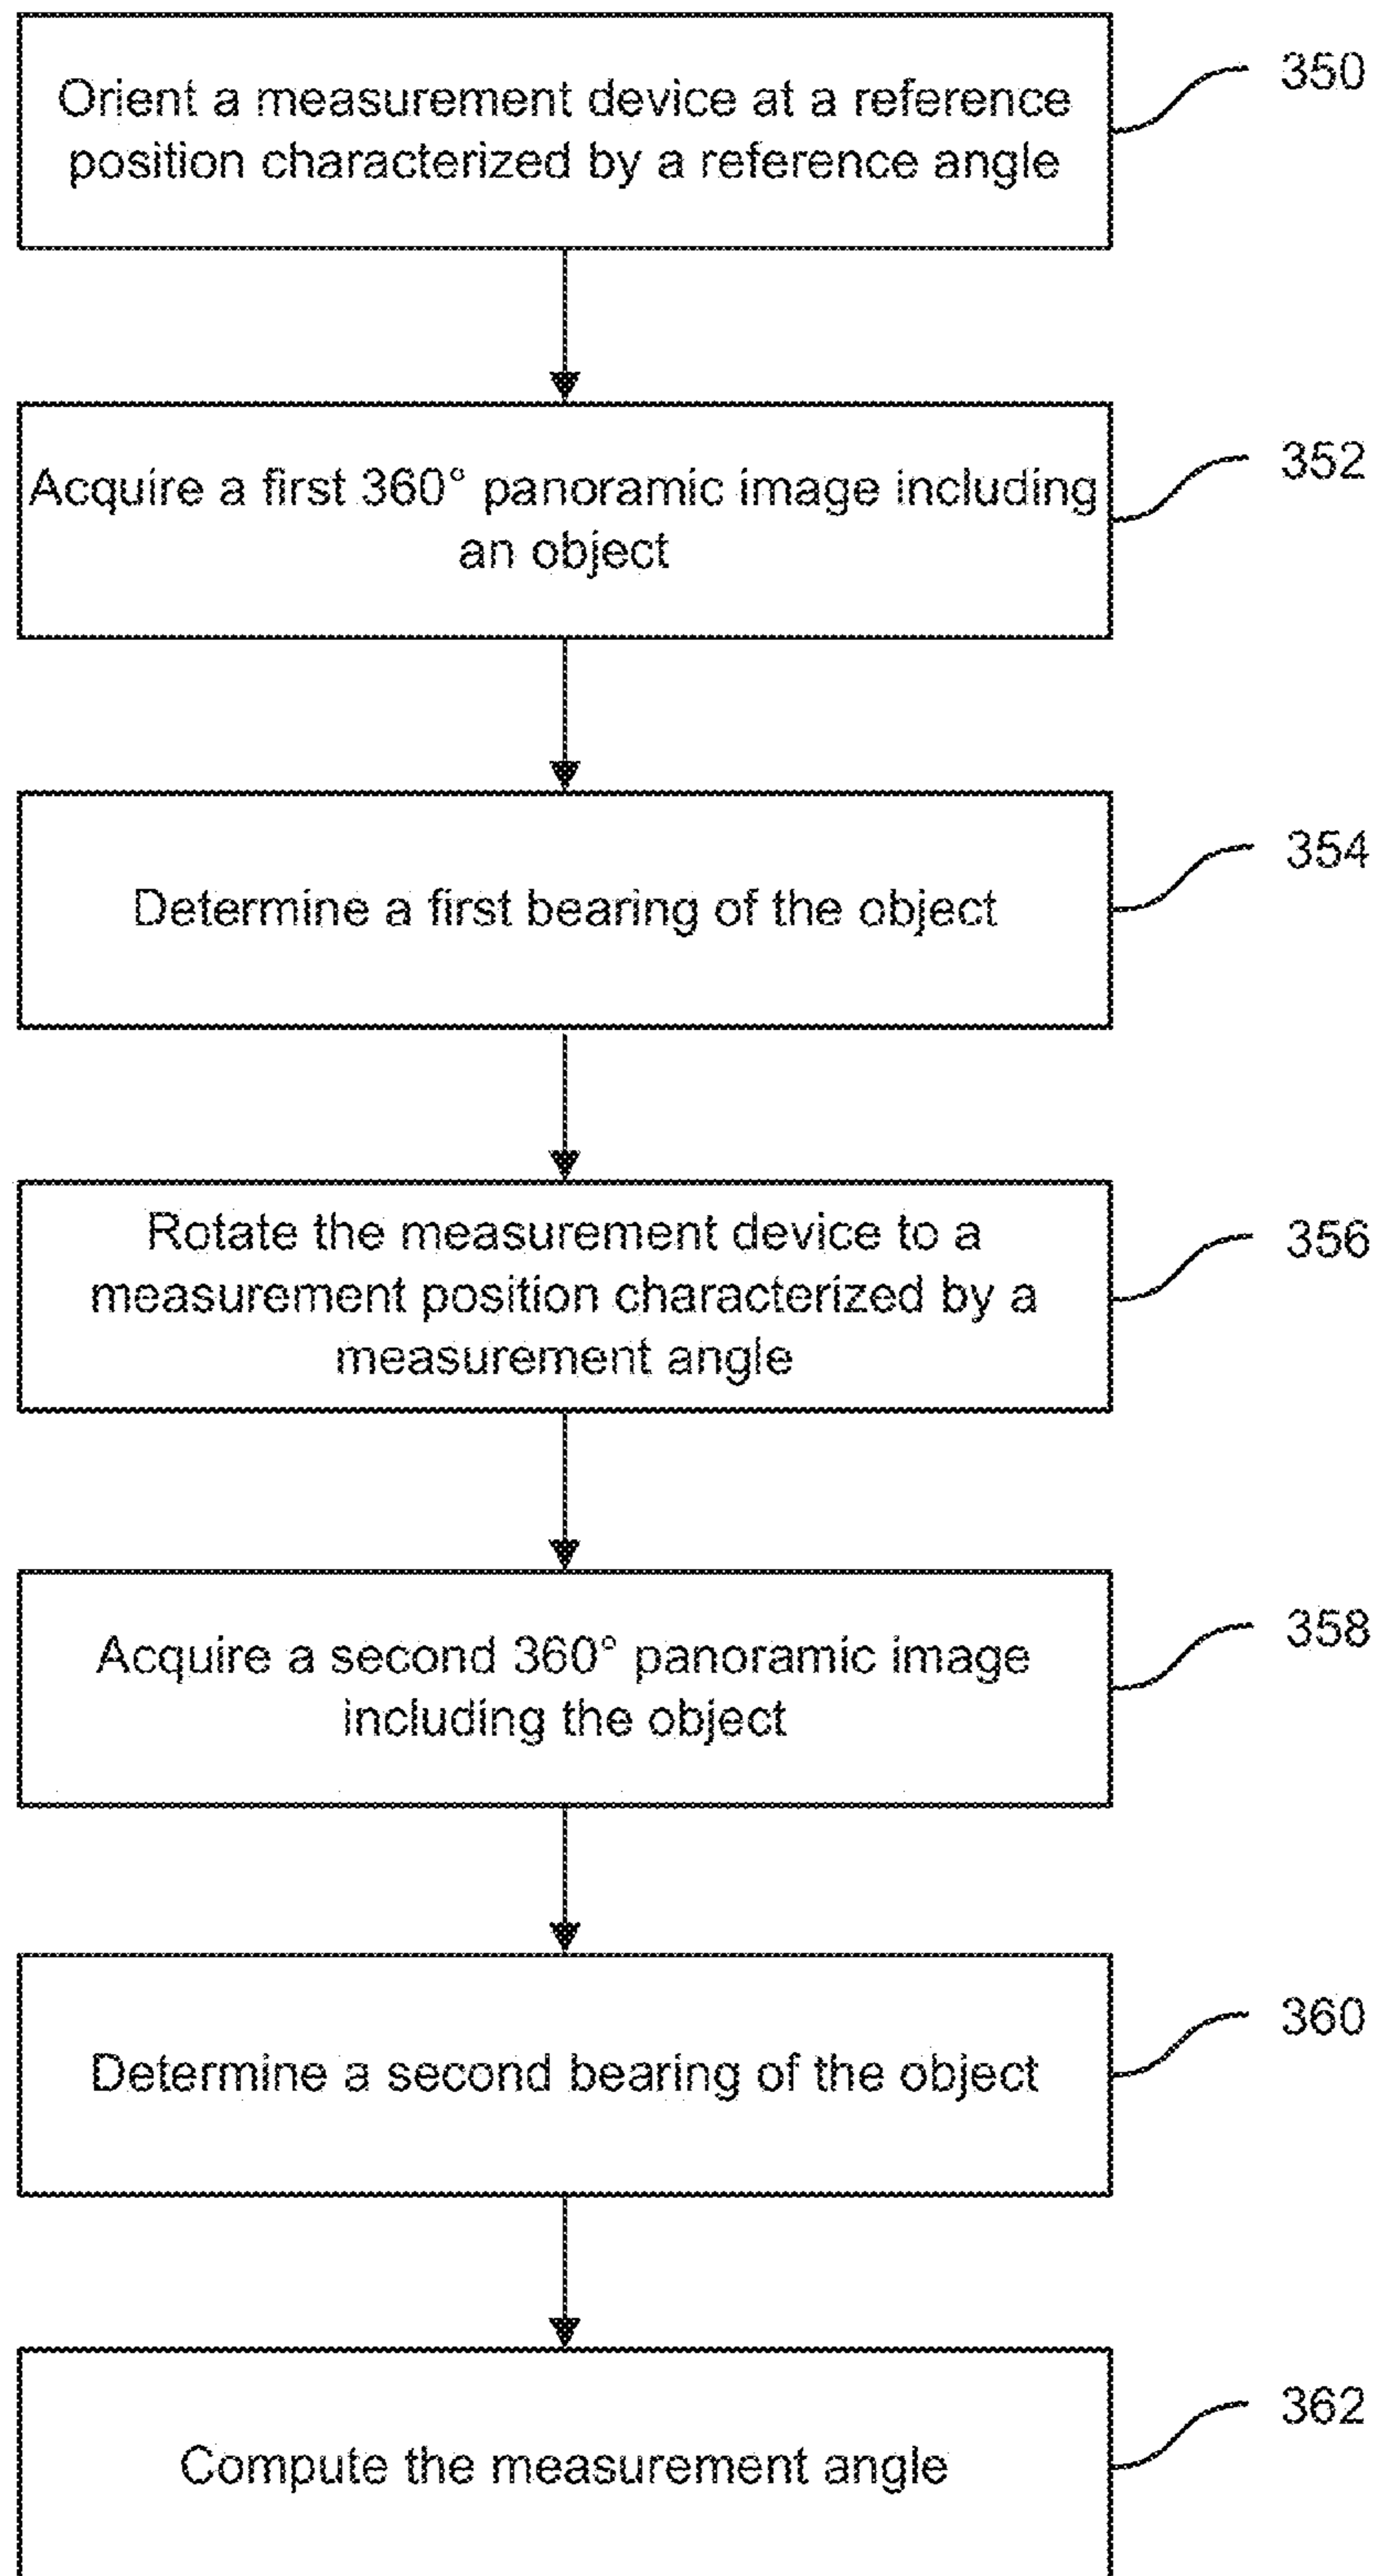 Orient a measurement device at a reference
position characterized by a reference angle
350
Acquire a first 360° panoramic image including
an object
352
Determine a first bearing of the object
354
Rotate the measurement device to a
measurement position characterized by a
measurement angle
356
Acquire a second 360° panoramic image
including the object
358
Determine a second bearing of the object
360
Compute the measurement angle
362